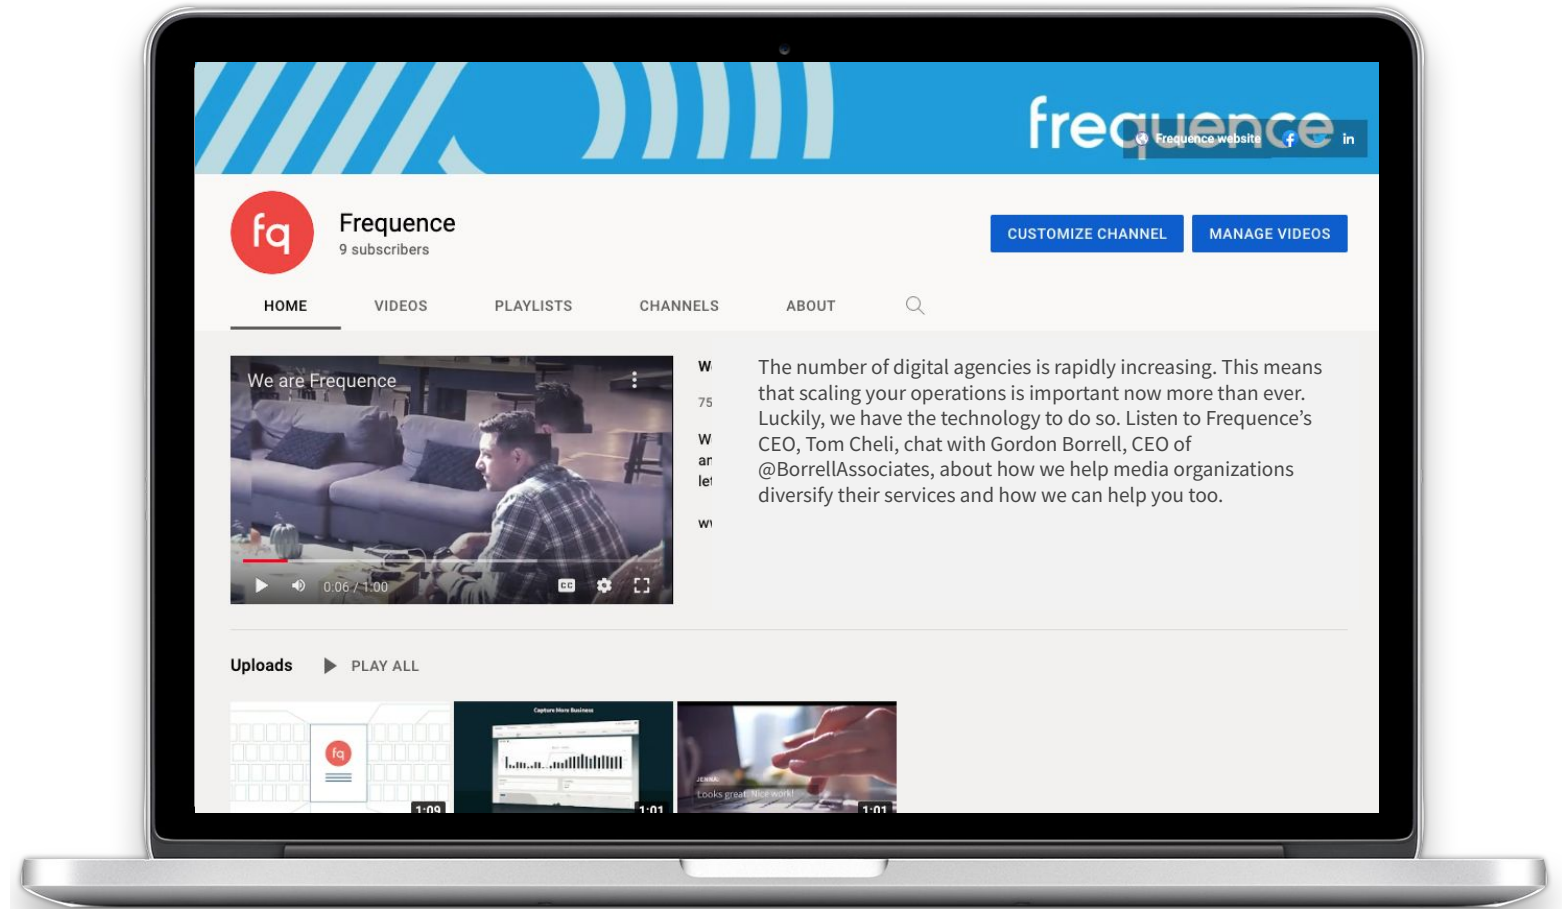 frequence
Frequence website
in
fq
Frequence
9 subscribers
CUSTOMIZE CHANNEL
MANAGE VIDEOS
HOME VIDEOS PLAYLISTS CHANNELS ABOUT
We are Frequence
75
The number of digital agencies is rapidly increasing. This means
that scaling your operations is important now more than ever.
Luckily, we have the technology to do so. Listen to Frequence’s
CEO, Tom Cheli, chat with Gordon Borrell, CEO of
@BorrellAssociates, about how we help media organizations
diversify their services and how we can help you too.
0:06 / 1:00
CC
Uploads PLAY ALL
fq
1:09
Capture More Business
1:01
JENNA:
Looks great. Nice work!
1:01